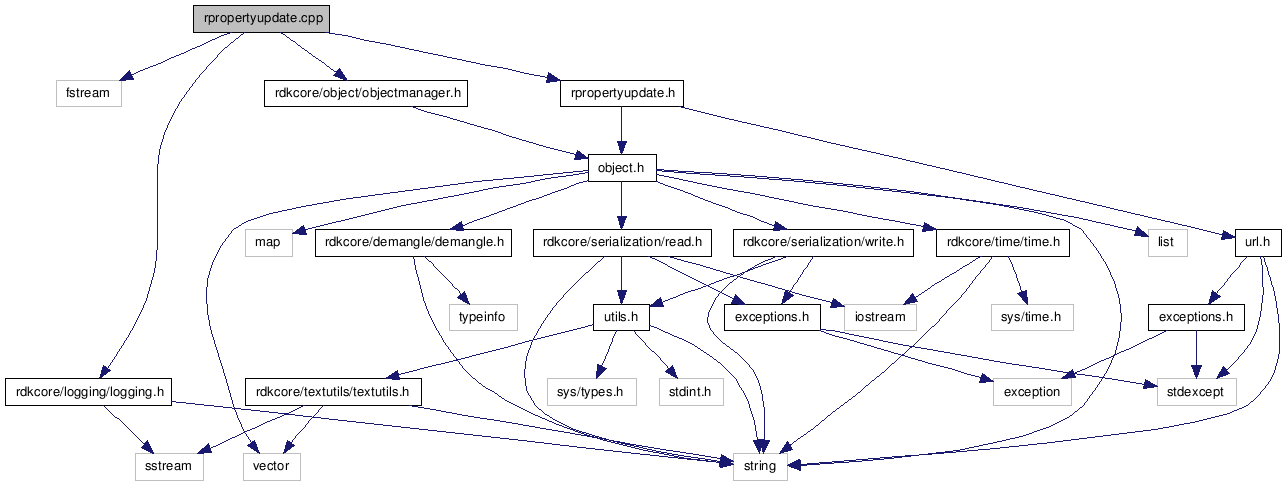 rpropertyupdate.cpp
fstream
rdkcore/object/objectmanager.h
rpropertyupdate.h
object.h
map
rdkcore/demangle/demangle.h
rdkcore/serialization/read.h
rdkcore/serialization/write.h
rdkcore/time/time.h
list
url.h
typeinfo
utils.h
exceptions.h
iostream
sys/time.h
exceptions.h
rdkcore/logging/logging.h
rdkcore/textutils/textutils.h
sys/types.h
stdint.h
exception
stdexcept
sstream
vector
string